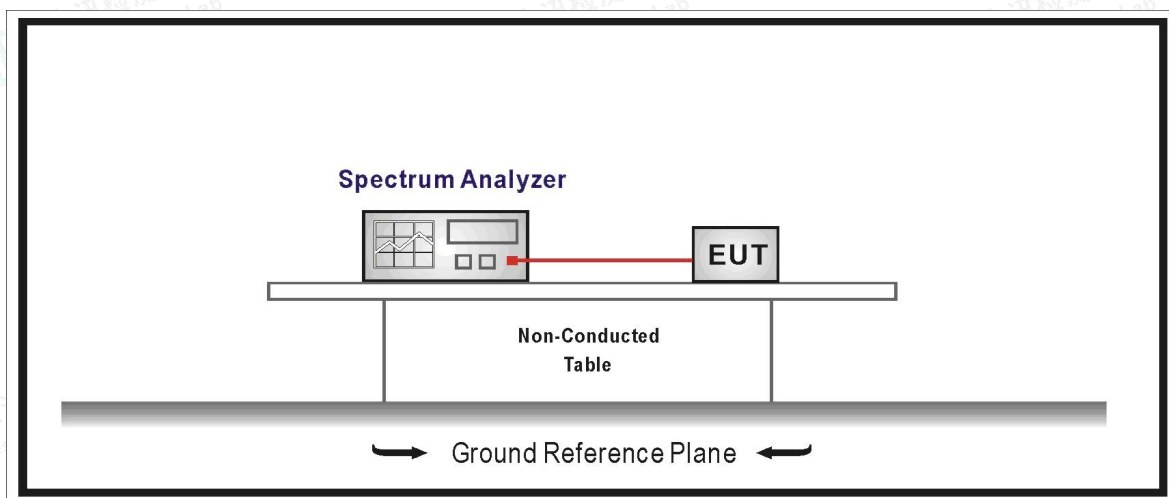 Spectrum Analyzer
EUT
Non-Conducted
Table
Ground Reference Plane